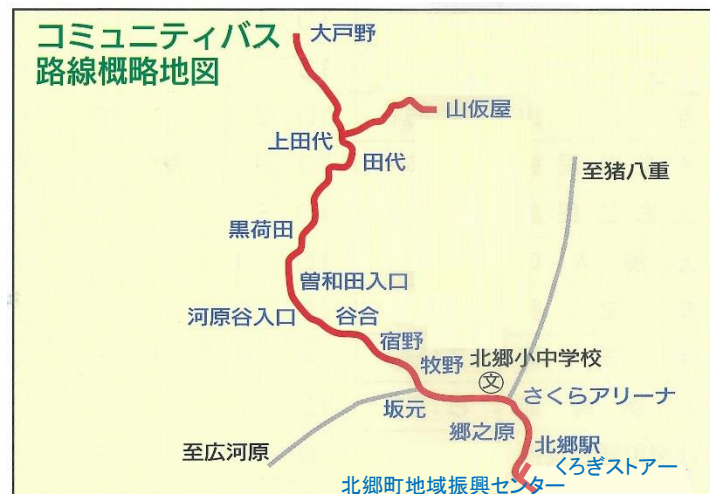 コミュニティバス
路線概略地図
大戸野
山仮屋
上田代
田代
至猪八重
黒荷田
曽和田入口
河原谷入口
谷合
宿野
牧野
北郷小中学校
文
さくらアリーナ
坂元
郷之原
北郷駅
至広河原
くろぎストアー
北郷町地域振興センター